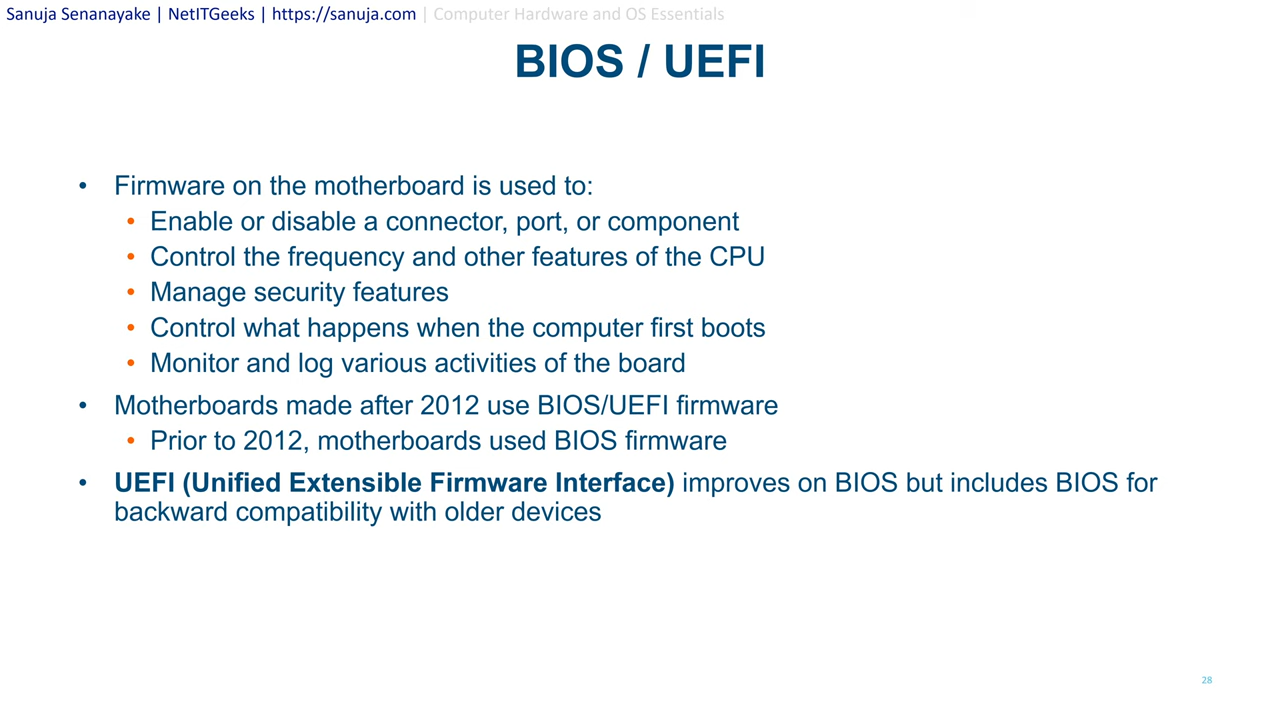 Sanuja Senanayake | NetITGeeks | https://sanuja.com | Computer Hardware and OS Essentials
BIOS / UEFI
• Firmware on the motherboard is used to:
• Enable or disable a connector, port, or component
• Control the frequency and other features of the CPU
• Manage security features
• Control what happens when the computer first boots
• Monitor and log various activities of the board
• Motherboards made after 2012 use BIOS/UEFI firmware
• Prior to 2012, motherboards used BIOS firmware
• UEFI (Unified Extensible Firmware Interface) improves on BIOS but includes BIOS for
backward compatibility with older devices
28